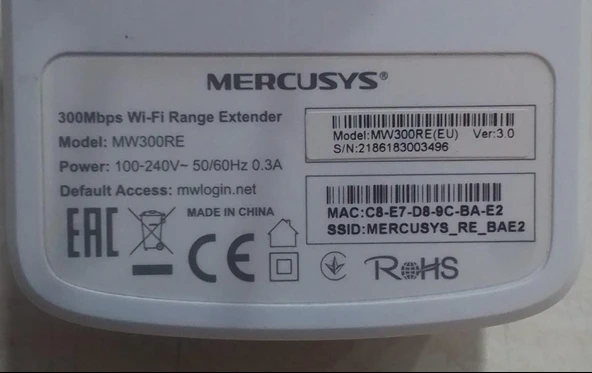 MERCUSYS®
300Mbps Wi-Fi Range Extender
Model: MW300RE
Power: 100-240V~ 50/60Hz 0.3A
Default Access: mwlogin.net
Model:MW300RE(EU) Ver:3.0
S/N:2186183003496
MAC:C8-E7-D8-9C-BA-E2
SSID:MERCUSYS_RE_BAE2
MADE IN CHINA
EAC
CE
RoHS